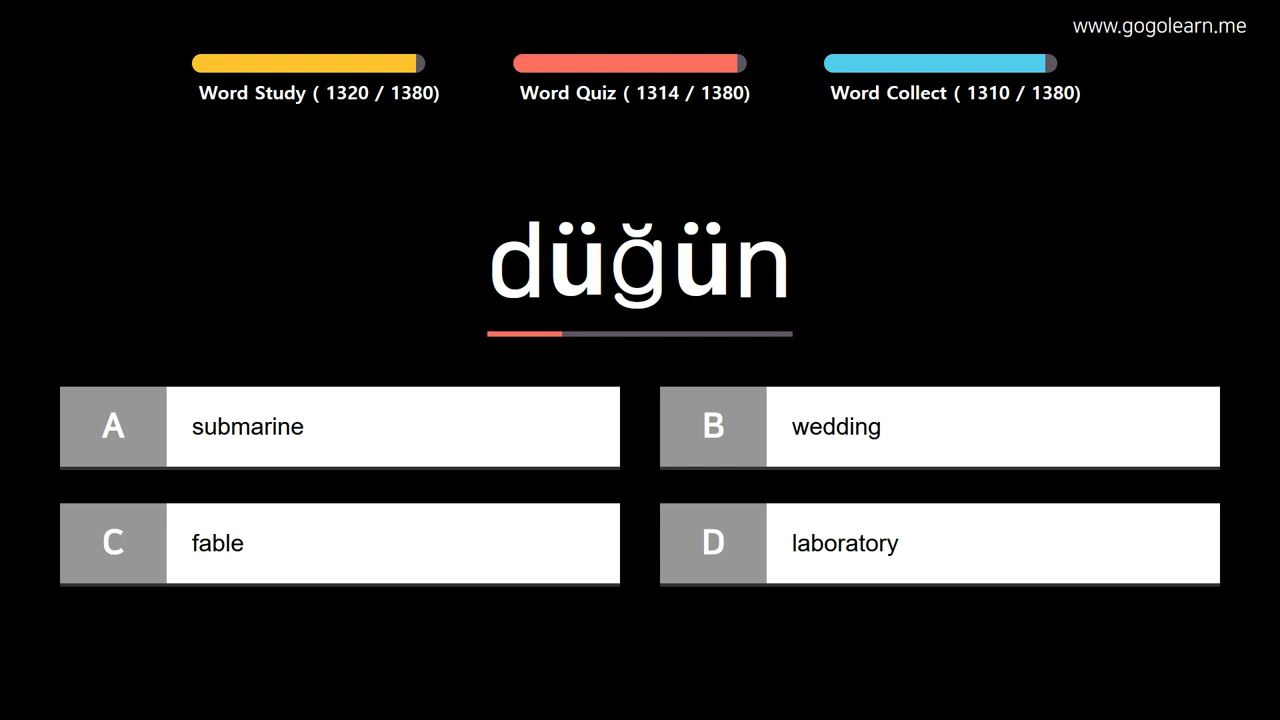 www.gogolearn.me
Word Study ( 1320 / 1380)
Word Quiz ( 1314 / 1380)
Word Collect ( 1310 / 1380)
düğün
A submarine
B wedding
C fable
D laboratory